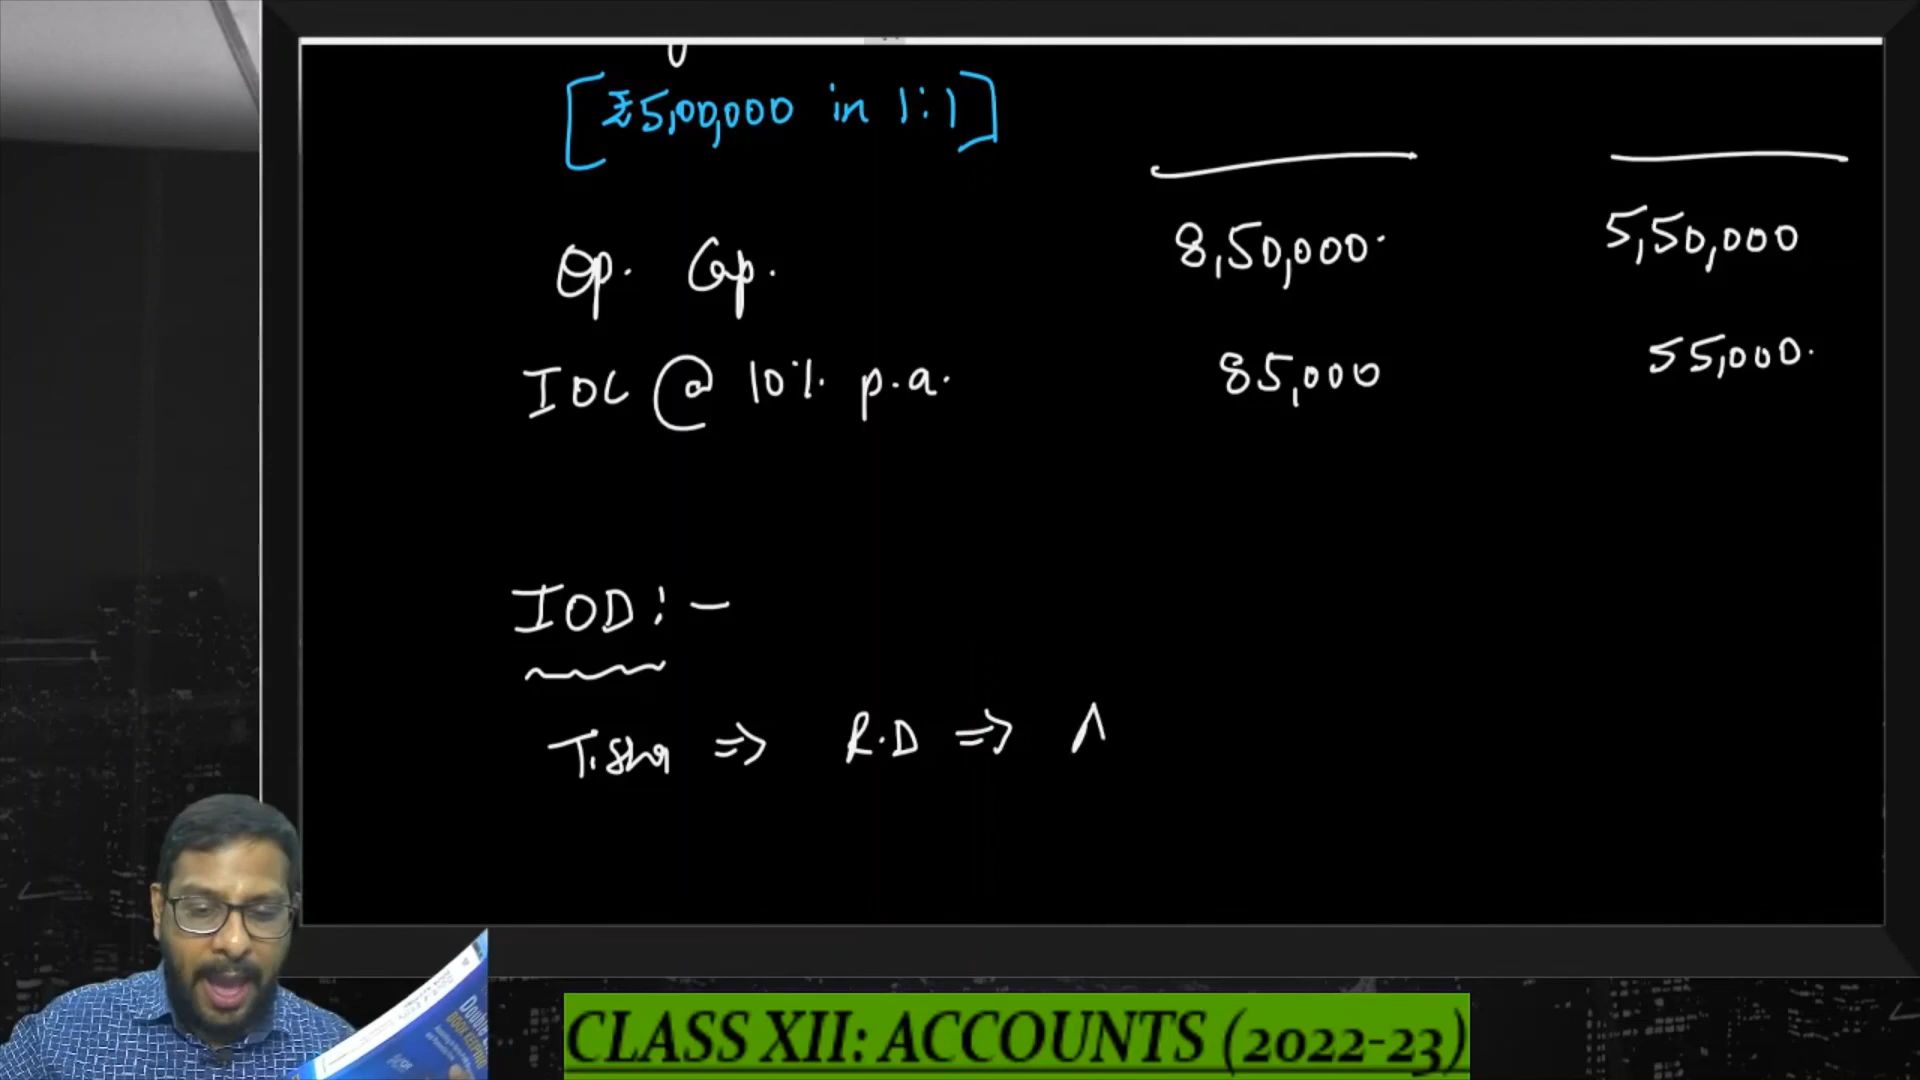 [₹5,00,000 in 1:1]
Op. Cap. 8,50,000. 5,50,000
IOC @ 10% p.a. 85,000 55,000.
IOD:-
Tisha => R.D =>
CLASS XII: ACCOUNTS (2022-23)